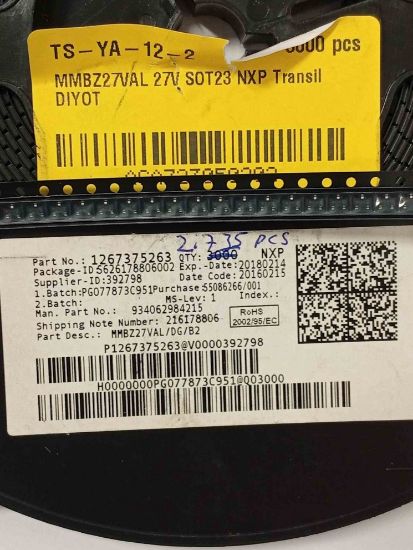 TS-YA-12-2 3000 pcs
MMBZ27VAL 27V SOT23 NXP Transil
DIYOT
2.735 PCS
Part No.: 1267375263 QTY: 3000 NXP
Package-ID:S626178806002 Exp.-Date:20180214
Supplier-ID:392798 Date Code:20160215
1.Batch:PG077873C951Purchase:55086266/001
2.Batch: MS-Lev: 1 Index.:
Man. Part No.: 934062984215
RoHS
2002/95/EC
Shipping Note Number: 216178806
Part Desc.: MMBZ27VAL/DG/B2
P1267375263@V0000392798
H0000000PG077873C951@Q03000